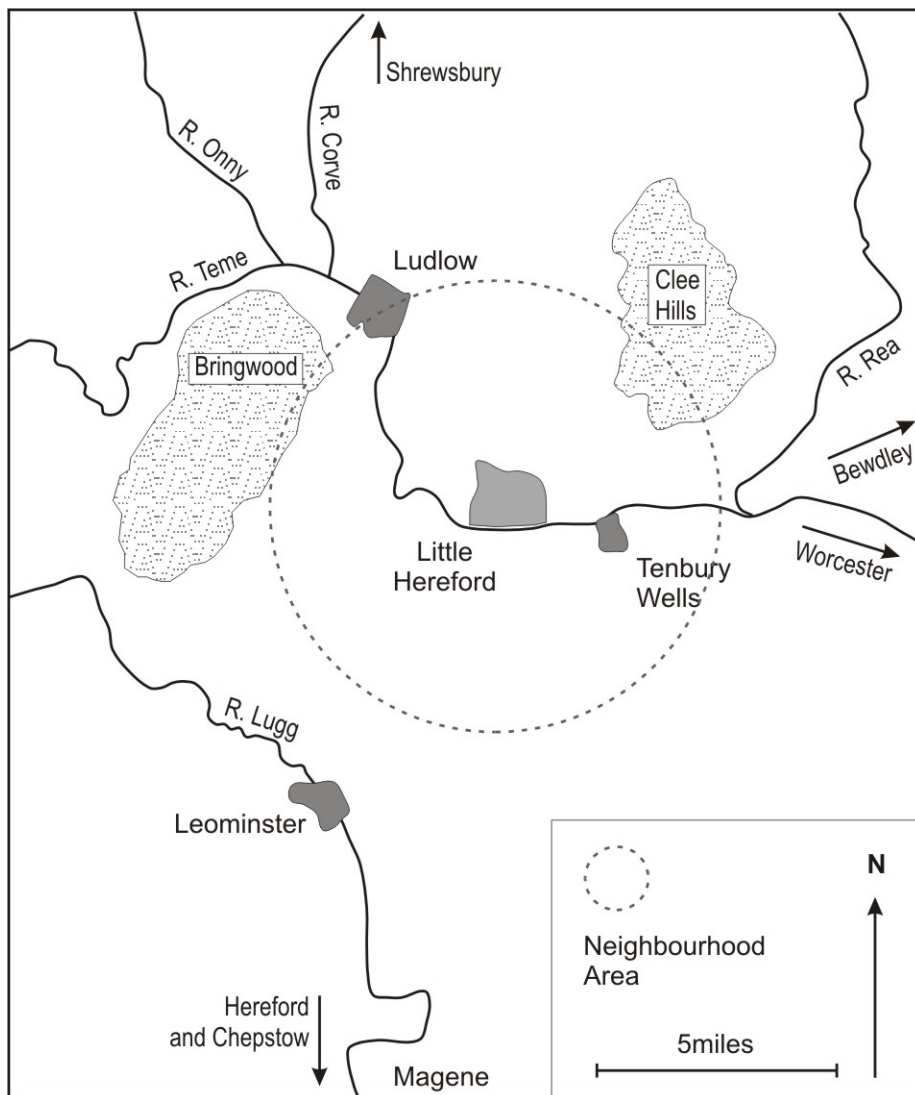 Shrewsbury
R. Onny
R. Corve
R. Teme
Ludlow
Clee
Hills
Bringwood
R. Rea
Bewdley
Worcester
Little
Hereford
Tenbury
Wells
R. Lugg
Leominster
N
Neighbourhood
Area
Hereford
and Chepstow
5miles
Magene